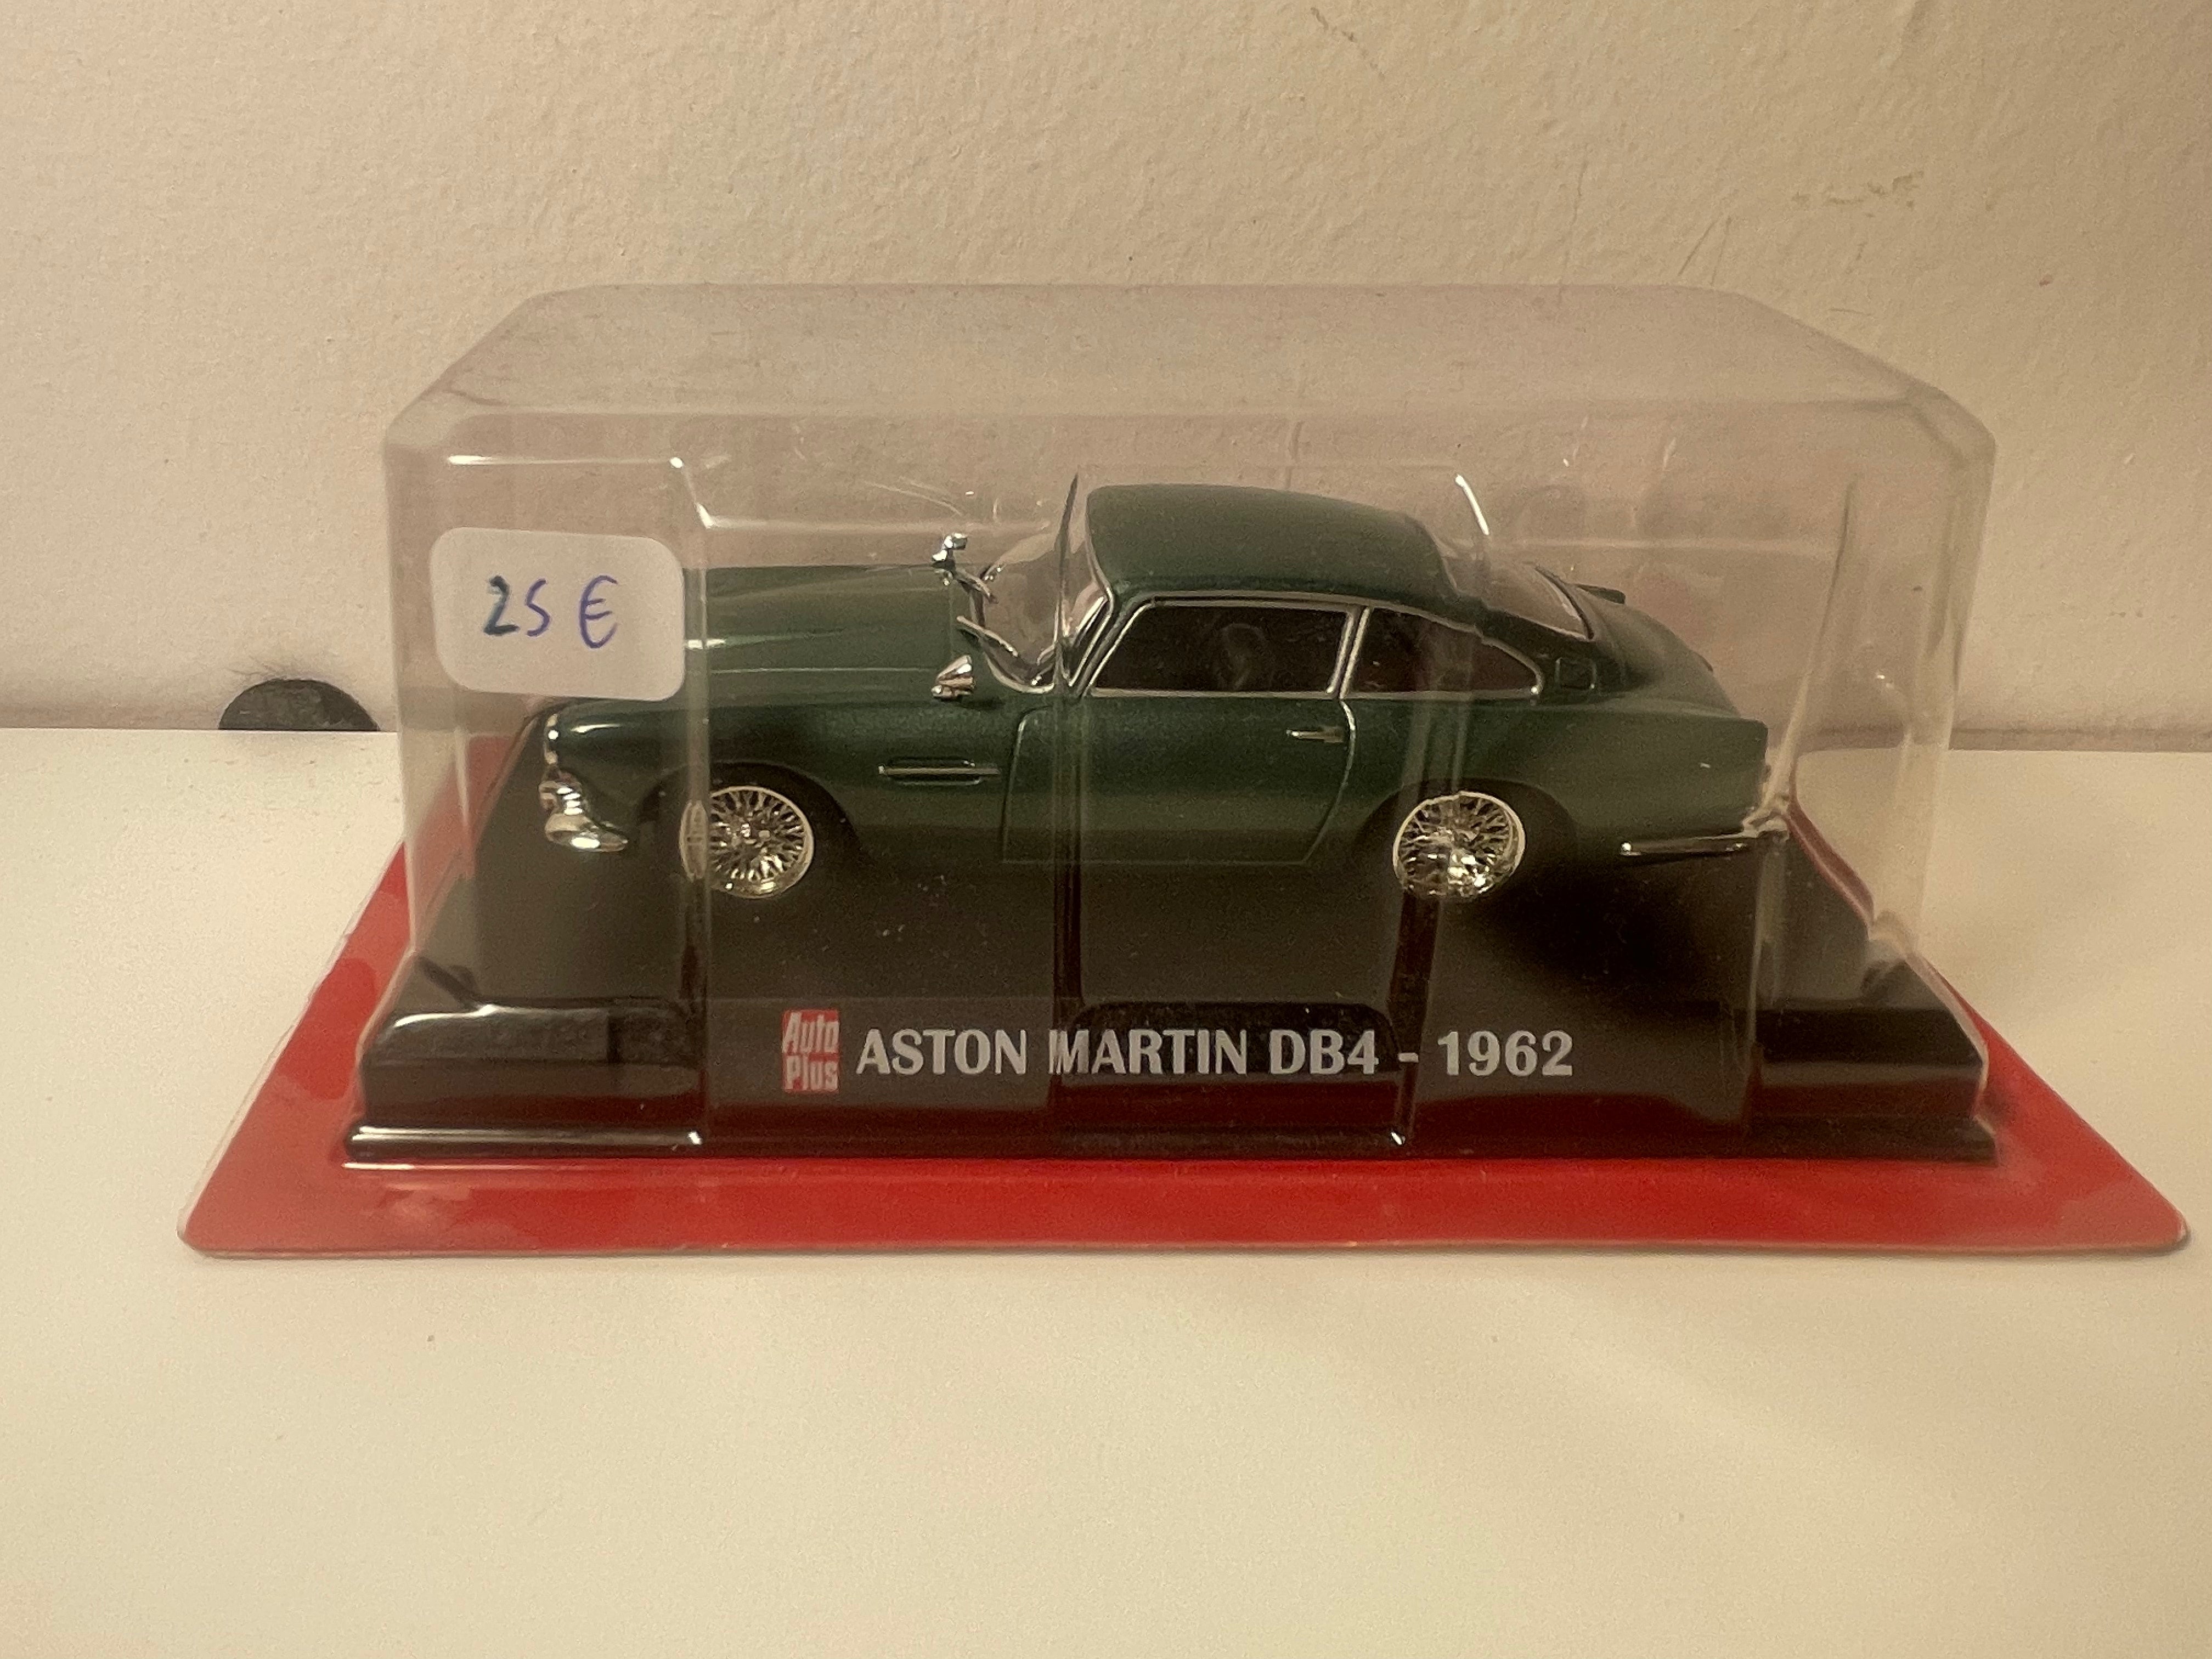 25 €
Auto
Plus
ASTON MARTIN DB4 - 1962